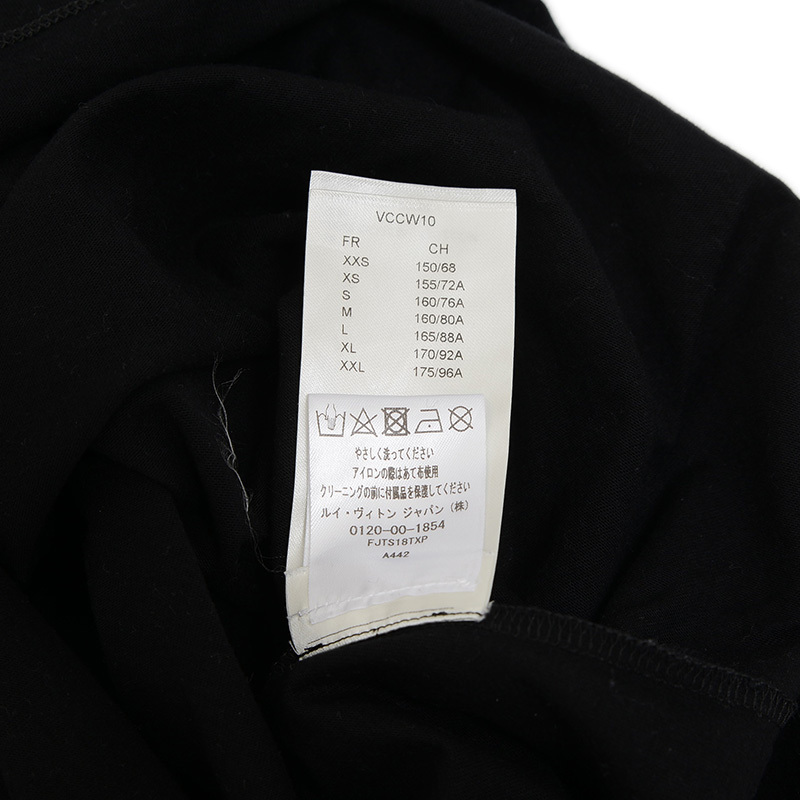 VCCW10
FR CH
XXS 150/68
XS 155/72A
S 160/76A
M 160/80A
L 165/88A
XL 170/92A
XXL 175/96A
やさしく洗ってください
アイロンの際はあて布使用
クリーニングの前に付属品を保護してください
ルイ・ヴィトン ジャパン (株)
0120-00-1854
FJTS18TXP
A442